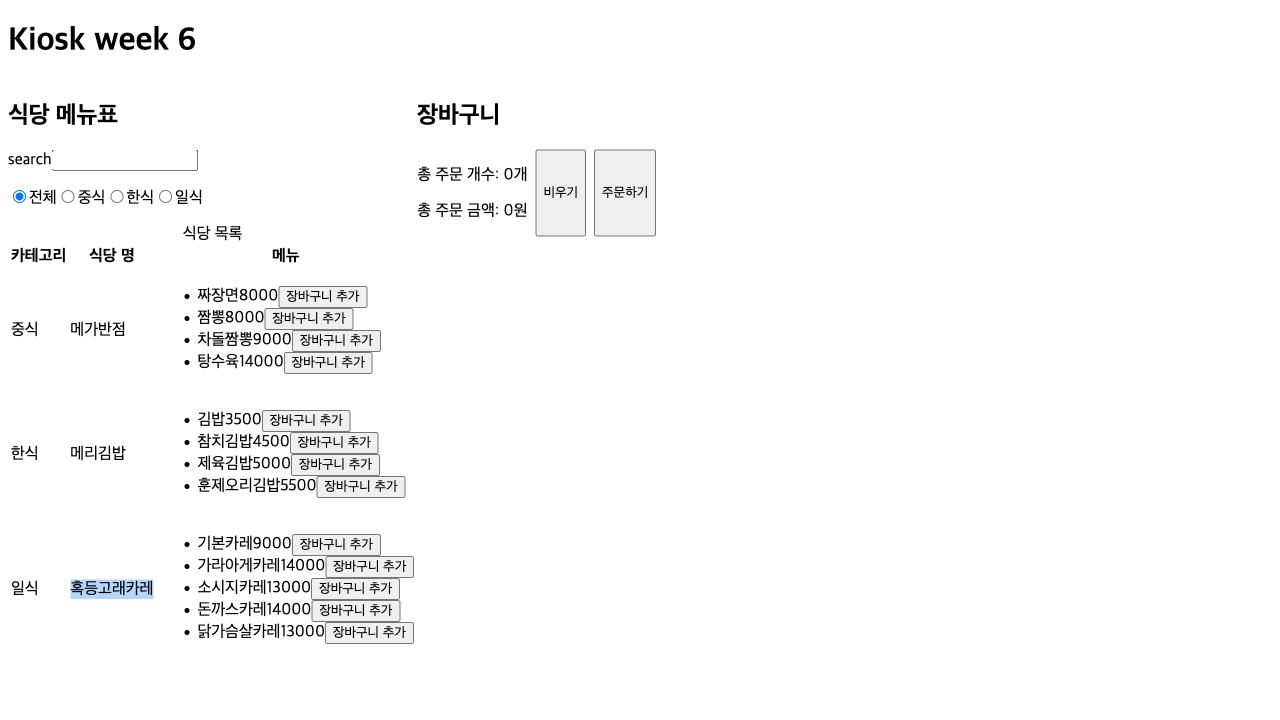 Kiosk week 6
식당 메뉴표
search
전체 중식 한식 일식
식당 목록
카테고리 식당 명 메뉴
중식 메가반점
• 짜장면8000 장바구니 추가
• 짬뽕8000 장바구니 추가
• 차돌짬뽕9000 장바구니 추가
• 탕수육14000 장바구니 추가
한식 메리김밥
• 김밥3500 장바구니 추가
• 참치김밥4500 장바구니 추가
• 제육김밥5000 장바구니 추가
• 훈제오리김밥5500 장바구니 추가
일식 혹등고래카레
• 기본카레9000 장바구니 추가
• 가라아게카레14000 장바구니 추가
• 소시지카레13000 장바구니 추가
• 돈까스카레14000 장바구니 추가
• 닭가슴살카레13000 장바구니 추가
장바구니
총 주문 개수: 0개
총 주문 금액: 0원
비우기
주문하기